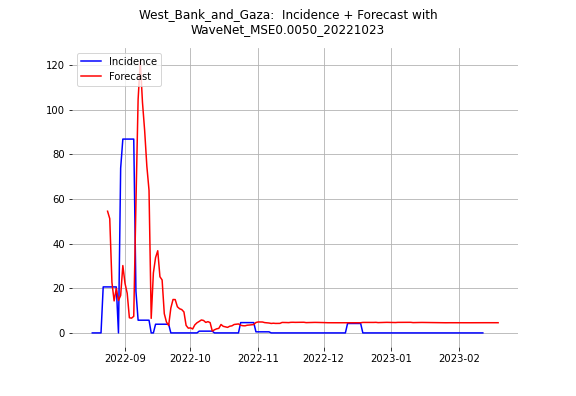 West_Bank_and_Gaza:  Incidence + Forecast with
WaveNet_MSE0.0050_20221023
Incidence
Forecast
120
100
80
60
40
20
0
2022-09 2022-10 2022-11 2022-12 2023-01 2023-02